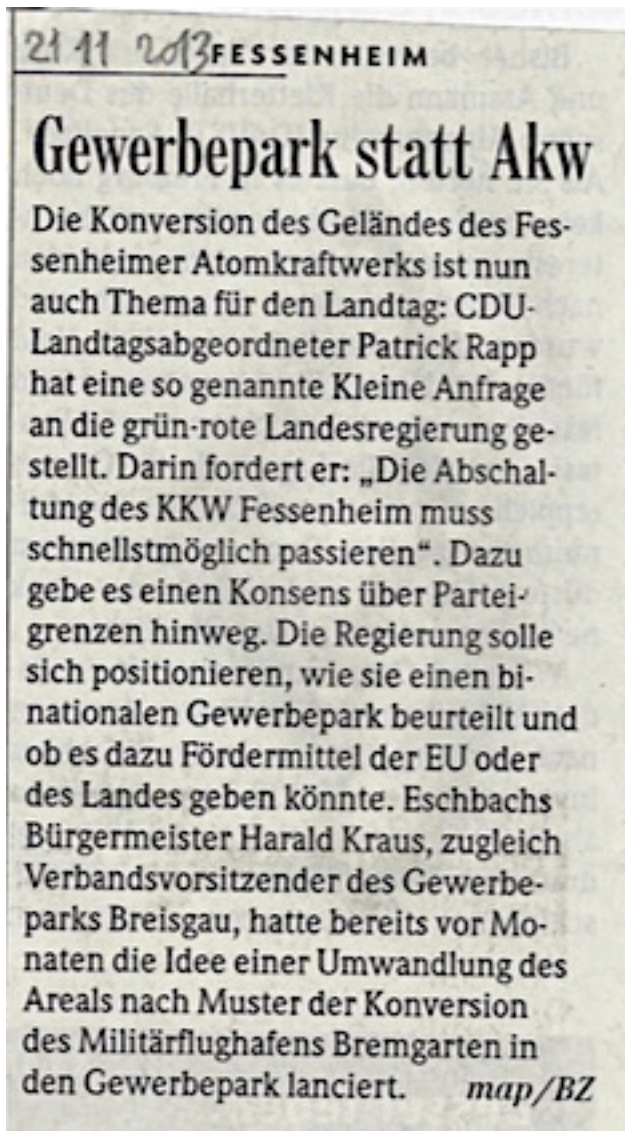 21 11 2013 FESSENHEIM
Gewerbepark statt Akw
Die Konversion des Geländes des Fes-
senheimer Atomkraftwerks ist nun
auch Thema für den Landtag: CDU-
Landtagsabgeordneter Patrick Rapp
hat eine so genannte Kleine Anfrage
an die grün-rote Landesregierung ge-
stellt. Darin fordert er: „Die Abschal-
tung des KKW Fessenheim muss
schnellstmöglich passieren“. Dazu
gebe es einen Konsens über Partei-
grenzen hinweg. Die Regierung solle
sich positionieren, wie sie einen bi-
nationalen Gewerbepark beurteilt und
ob es dazu Fördermittel der EU oder
des Landes geben könnte. Eschbachs
Bürgermeister Harald Kraus, zugleich
Verbandsvorsitzender des Gewerbe-
parks Breisgau, hatte bereits vor Mo-
naten die Idee einer Umwandlung des
Areals nach Muster der Konversion
des Militärflughafens Bremgarten in
den Gewerbepark lanciert. map/BZ